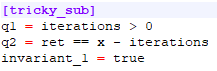 [tricky_sub]
q1 = iterations > 0
q2 = ret == x - iterations
invariant_1 = true